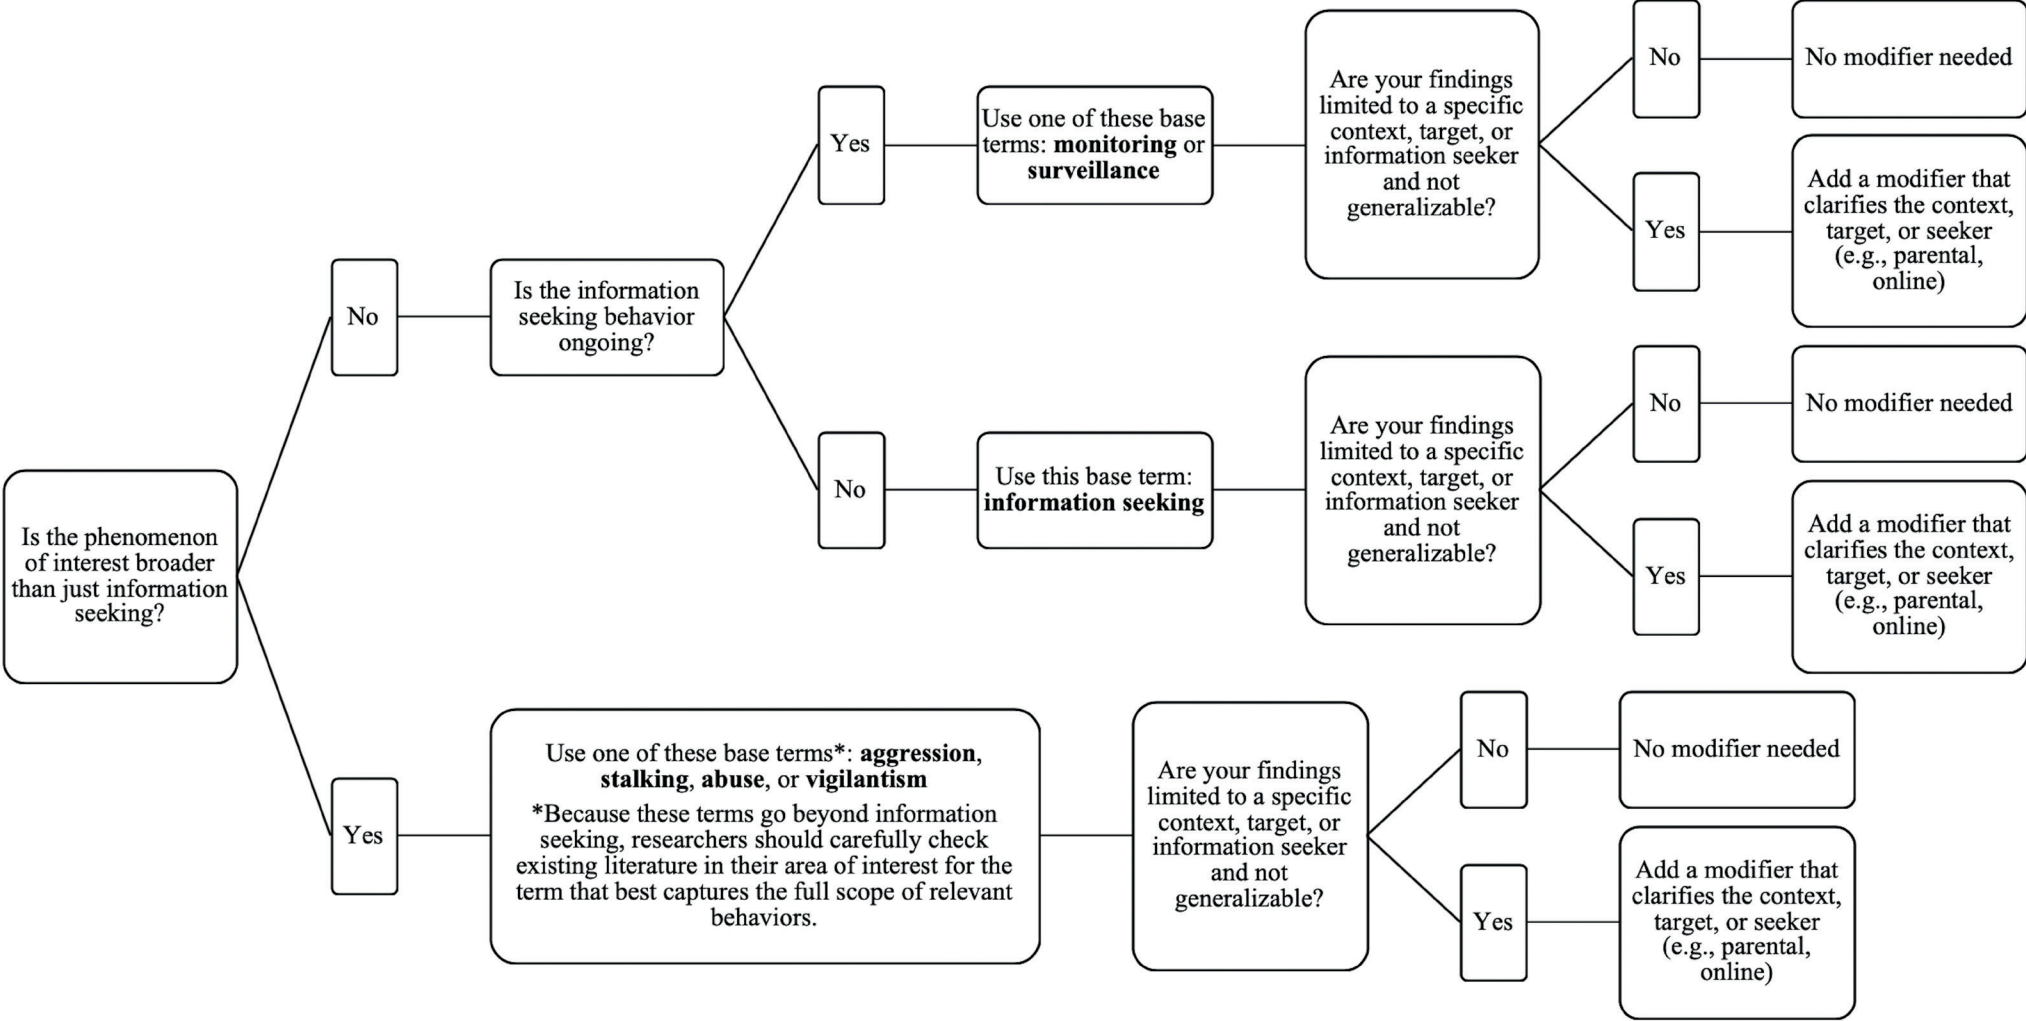 Is the phenomenon
of interest broader
than just information
seeking?
No
Is the information
seeking behavior
ongoing?
Yes
Use one of these base
terms: monitoring or
surveillance
Are your findings
limited to a specific
context, target, or
information seeker
and not
generalizable?
No
No modifier needed
Yes
Add a modifier that
clarifies the context,
target, or seeker
(e.g., parental,
online)
No
Use this base term:
information seeking
Are your findings
limited to a specific
context, target, or
information seeker
and not
generalizable?
No
No modifier needed
Yes
Add a modifier that
clarifies the context,
target, or seeker
(e.g., parental,
online)
Yes
Use one of these base terms*: aggression,
stalking, abuse, or vigilantism
*Because these terms go beyond information
seeking, researchers should carefully check
existing literature in their area of interest for the
term that best captures the full scope of relevant
behaviors.
Are your findings
limited to a specific
context, target, or
information seeker
and not
generalizable?
No
No modifier needed
Yes
Add a modifier that
clarifies the context,
target, or seeker
(e.g., parental,
online)